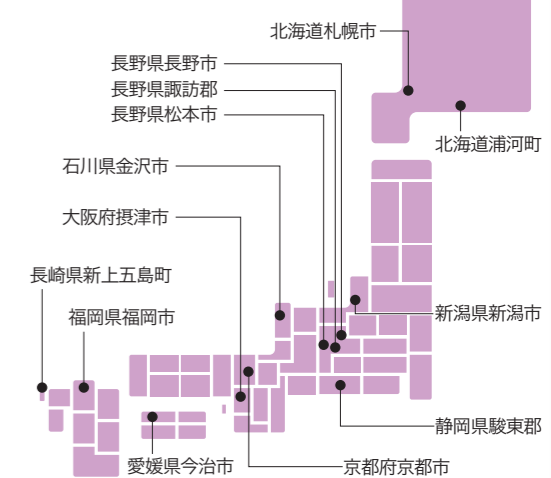 北海道札幌市
長野県長野市
長野県諏訪郡
長野県松本市
北海道浦河町
石川県金沢市
大阪府摂津市
長崎県新上五島町
福岡県福岡市
新潟県新潟市
静岡県駿東郡
愛媛県今治市
京都府京都市